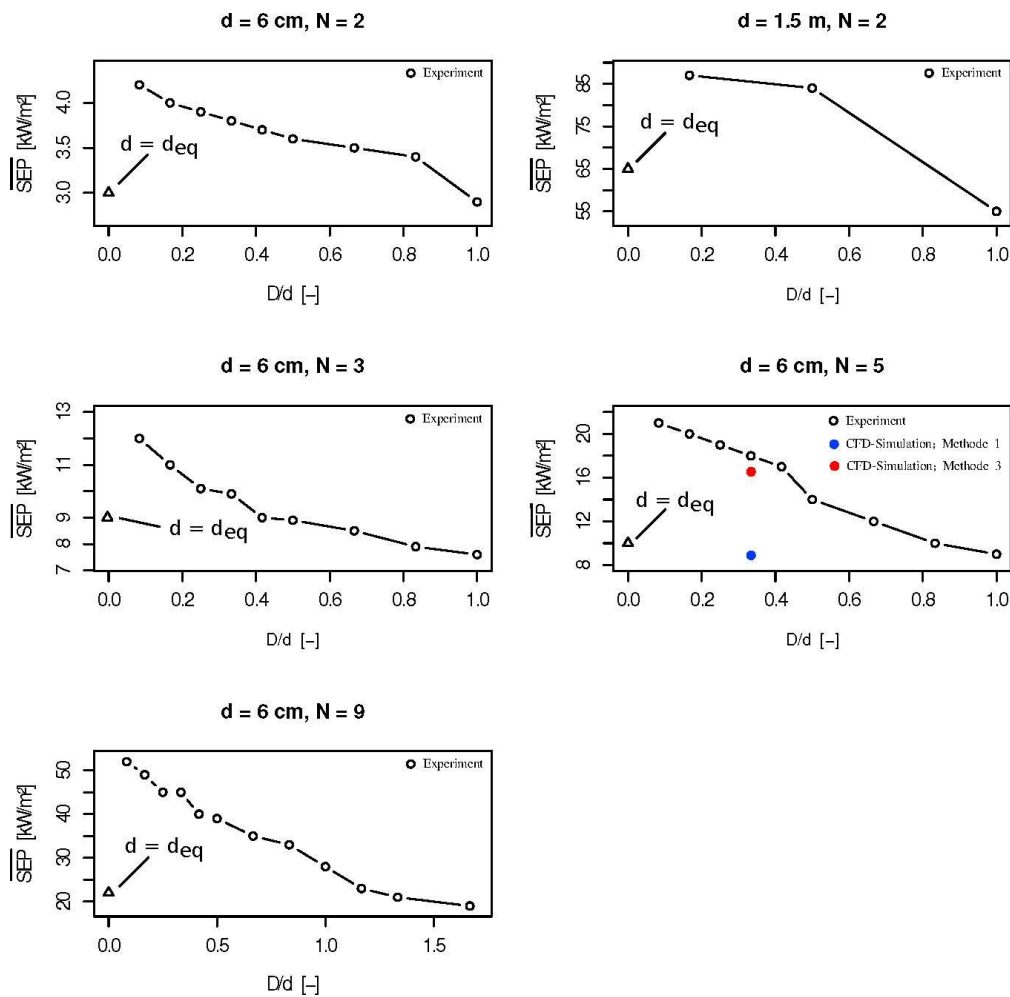 d = 6 cm, N = 2
SEP [kW/m²]
3.0 3.5 4.0
Experiment
d = deq
0.0 0.2 0.4 0.6 0.8 1.0
D/d [–]
d = 1.5 m, N = 2
SEP [kW/m²]
55 65 75 85
Experiment
d = deq
0.0 0.2 0.4 0.6 0.8 1.0
D/d [–]
d = 6 cm, N = 3
SEP [kW/m²]
7 8 9 11 13
Experiment
d = deq
0.0 0.2 0.4 0.6 0.8 1.0
D/d [–]
d = 6 cm, N = 5
SEP [kW/m²]
8 12 16 20
Experiment
CFD-Simulation; Methode 1
CFD-Simulation; Methode 3
d = deq
0.0 0.2 0.4 0.6 0.8 1.0
D/d [–]
d = 6 cm, N = 9
SEP [kW/m²]
20 30 40 50
Experiment
d = deq
0.0 0.5 1.0 1.5
D/d [–]